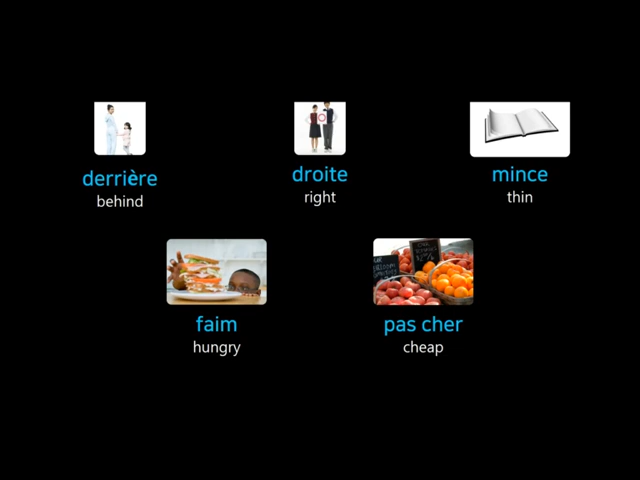 derrière
behind
droite
right
mince
thin
faim
hungry
pas cher
cheap